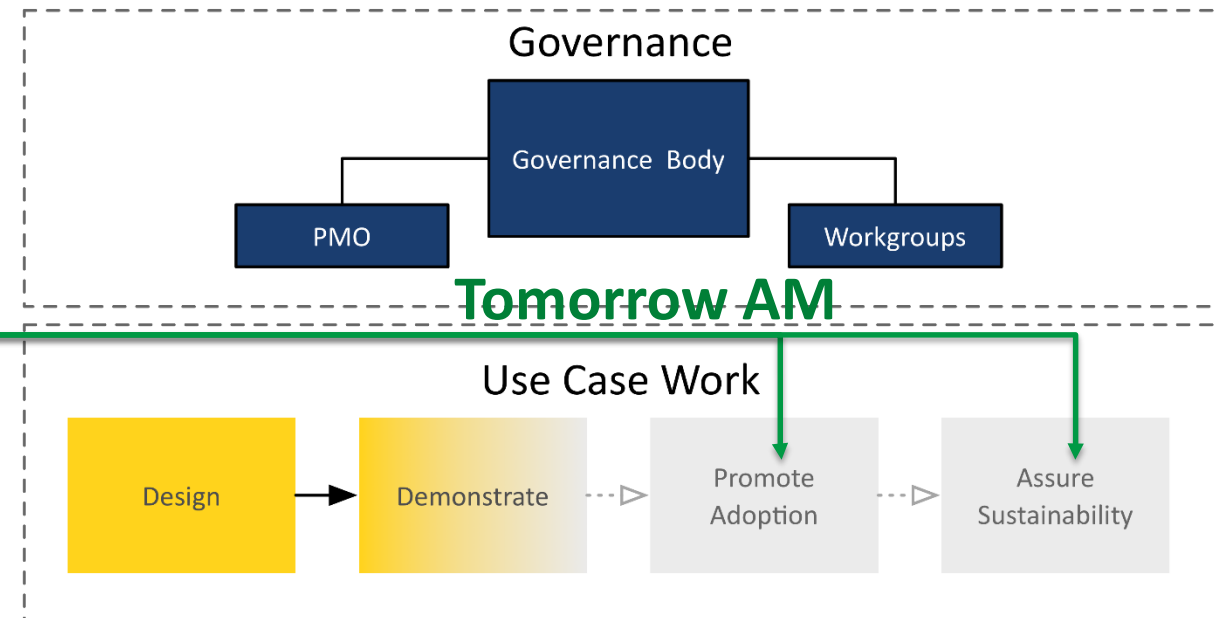 Governance
Governance Body
PMO
Workgroups
Tomorrow AM
Use Case Work
Design
Demonstrate
Promote
Adoption
Assure
Sustainability